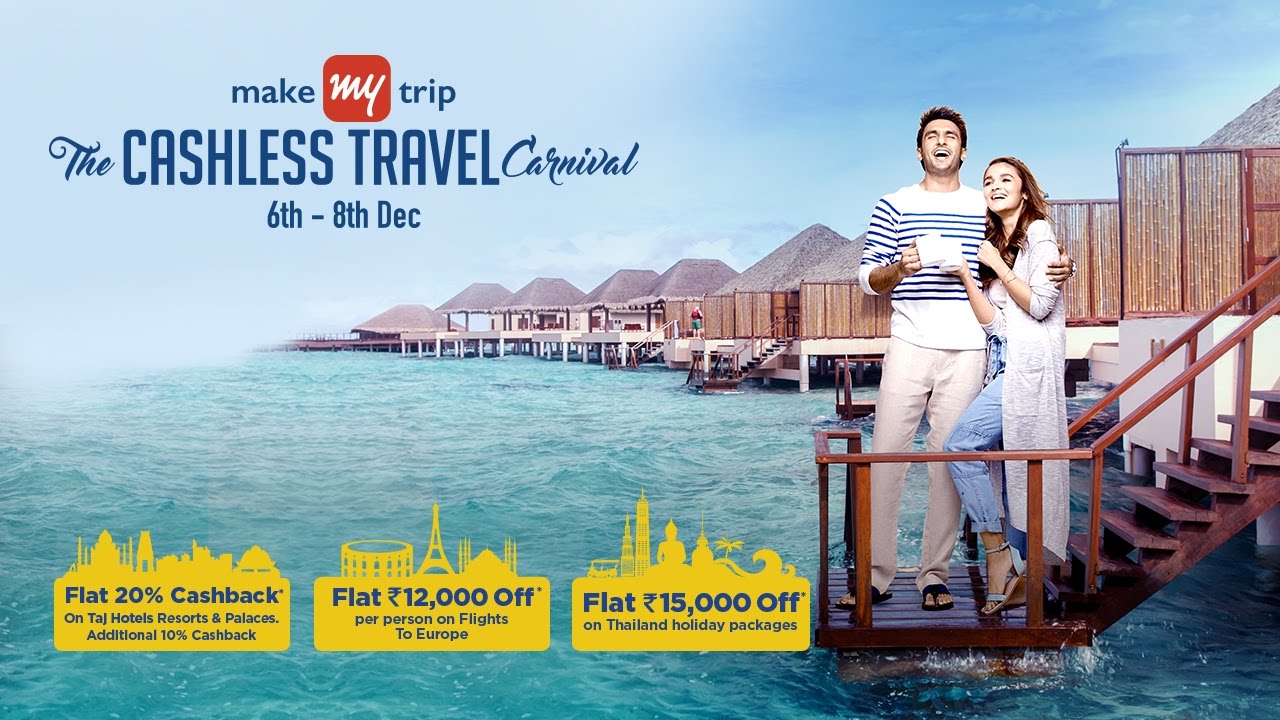 make my trip
The CASHLESS TRAVEL Carnival
6th - 8th Dec
Flat 20% Cashback*
On Taj Hotels Resorts & Palaces.
Additional 10% Cashback
Flat ₹12,000 Off*
per person on Flights
To Europe
Flat ₹15,000 Off*
on Thailand holiday packages